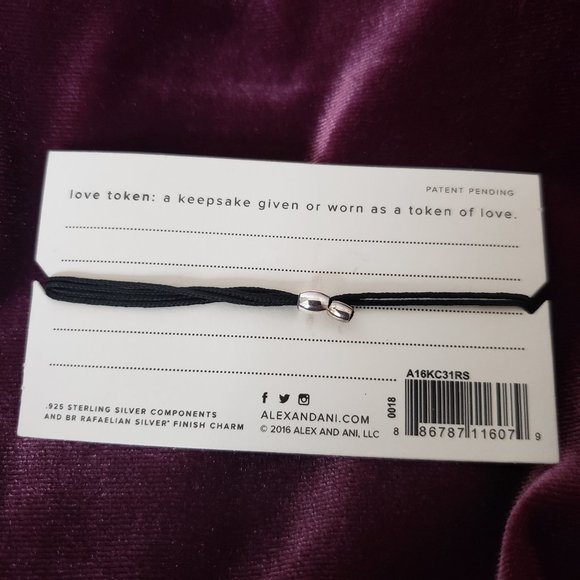 PATENT PENDING
love token: a keepsake given or worn as a token of love.
A16KC31RS
0018
8 86787 11607 9
.925 STERLING SILVER COMPONENTS
AND BR RAFAELIAN SILVER® FINISH CHARM
ALEXANDANI.COM
© 2016 ALEX AND ANI, LLC